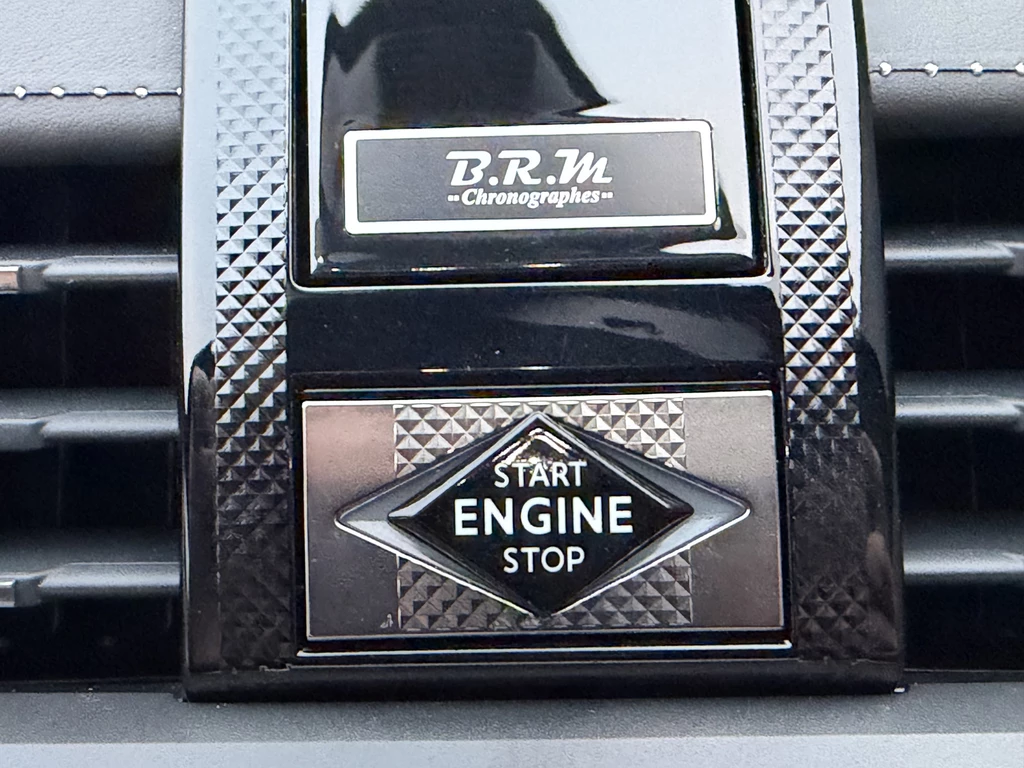 B.R.M
Chronographes
START
ENGINE
STOP